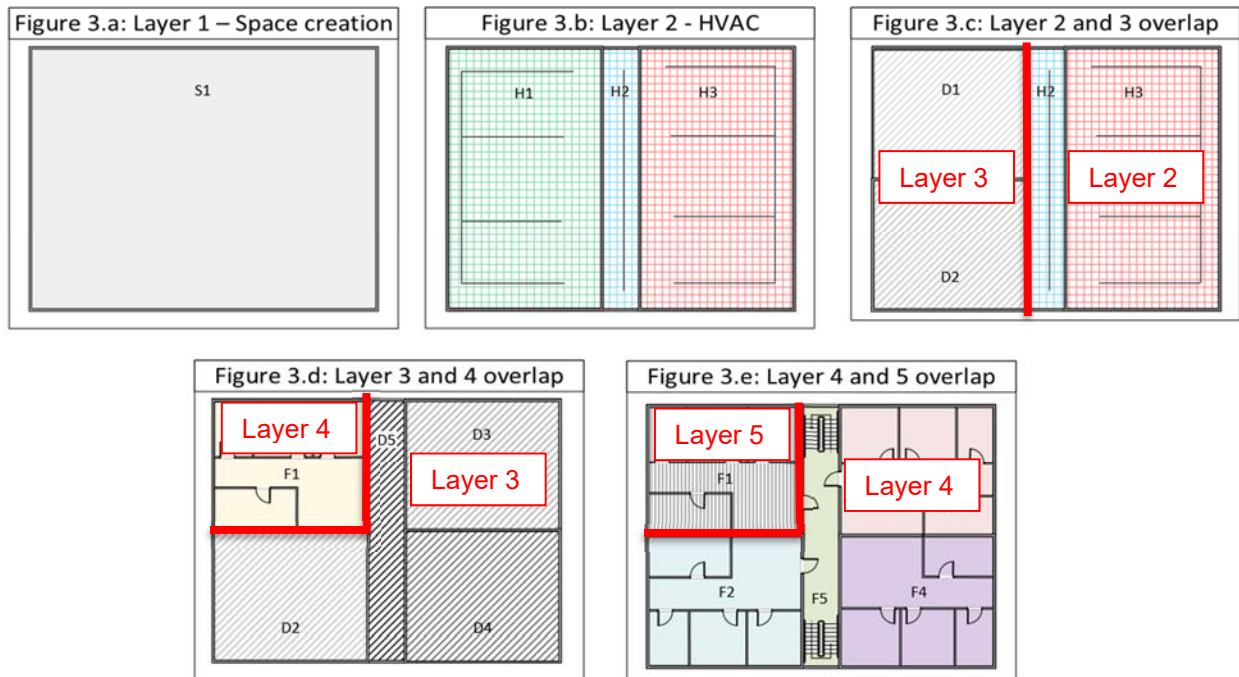 Figure 3.a: Layer 1 – Space creation
S1
Figure 3.b: Layer 2 - HVAC
H1
H2
H3
Figure 3.c: Layer 2 and 3 overlap
D1
H2
H3
Layer 3
Layer 2
D2
Figure 3.d: Layer 3 and 4 overlap
Layer 4
D5
D3
F1
Layer 3
D2
D4
Figure 3.e: Layer 4 and 5 overlap
Layer 5
F1
Layer 4
F2
F5
F4